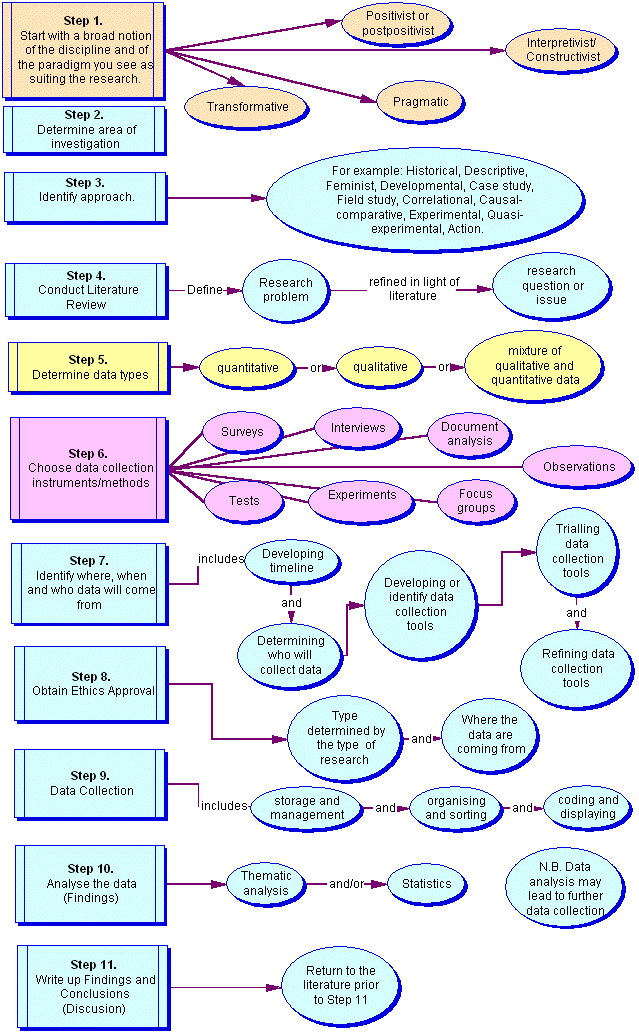 Step 1.
Start with a broad notion
of the discipline and of
the paradigm you see as
suiting the research.
Positivist or
postpositivist
Interpretivist/
Constructivist
Transformative
Pragmatic
Step 2.
Determine area of
investigation
Step 3.
Identify approach.
For example: Historical, Descriptive,
Feminist, Developmental, Case study,
Field study, Correlational, Causal-
comparative, Experimental, Quasi-
experimental, Action.
Step 4.
Conduct Literature
Review
Define
Research
problem
refined in light of
literature
research
question or
issue
Step 5.
Determine data types
quantitative
or
qualitative
or
mixture of
qualitative and
quantitative data
Step 6.
Choose data collection
instruments/methods
Surveys
Interviews
Document
analysis
Observations
Tests
Experiments
Focus
groups
Step 7.
Identify where, when
and who data will come
from
includes
Developing
timeline
and
Determining
who will
collect data
Developing or
identify data
collection
tools
Trialling
data
collection
tools
and
Refining data
collection
tools
Step 8.
Obtain Ethics Approval
Type
determined by
the type of
research
and
Where the
data are
coming from
Step 9.
Data Collection
includes
storage and
management
and
organising
and sorting
and
coding and
displaying
Step 10.
Analyse the data
(Findings)
Thematic
analysis
and/or
Statistics
N.B. Data
analysis may
lead to further
data collection
Step 11.
Write up Findings and
Conclusions
(Discusion)
Return to the
literature prior
to Step 11